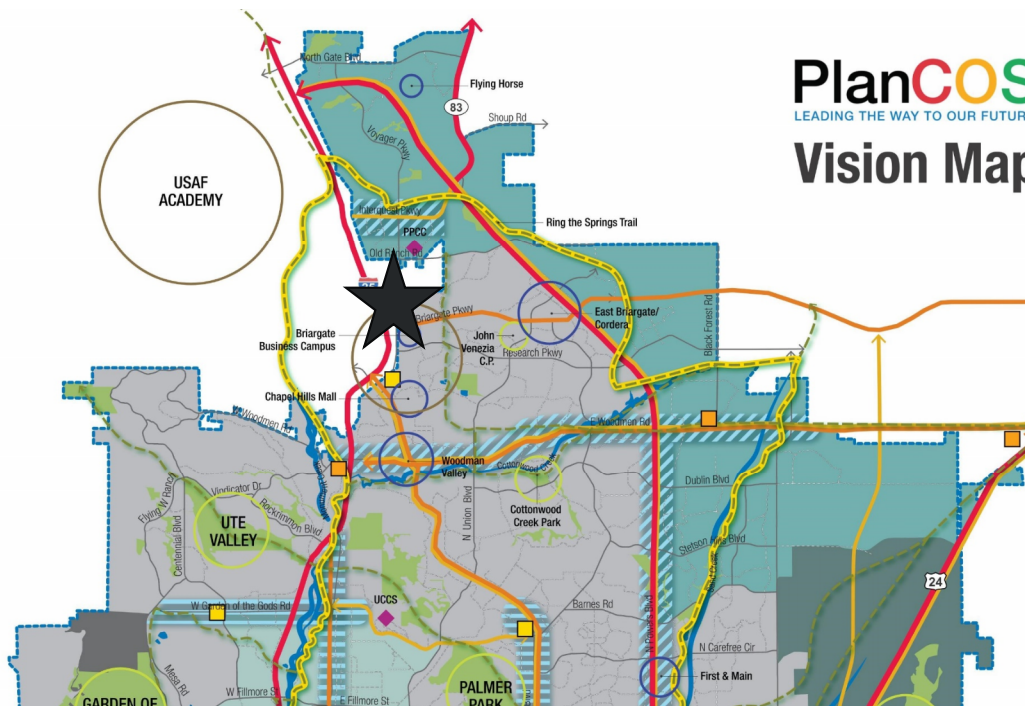 PlanCOS
LEADING THE WAY TO OUR FUTUR
Vision Map
North Gate Blvd
Flying Horse
83
Shoup Rd
Voyager Pkwy
USAF
ACADEMY
Interquest Pkwy
Ring the Springs Trail
PPCC
Old Ranch Rd
Briargate Pkwy
East Briargate/
Cordera
Black Forest Rd
Briargate
Business Campus
John
Venezia
C.P.
Research Pkwy
Chapel Hills Mall
W Woodmen Rd
E Woodmen Rd
Woodman
Valley
Cottonwood Creek
Dublin Blvd
Vindicator Dr
Flying W Ranch
Rockrimmon Blvd
N Union Blvd
Cottonwood
Creek Park
UTE
VALLEY
Centennial Blvd
Stetson Hills Blvd
24
UCCS
W Garden of the Gods Rd
Barnes Rd
N Powers Blvd
N Carefree Cir
Mesa Rd
First & Main
W Fillmore St
E Fillmore St
PALMER
PARK
GARDEN OF